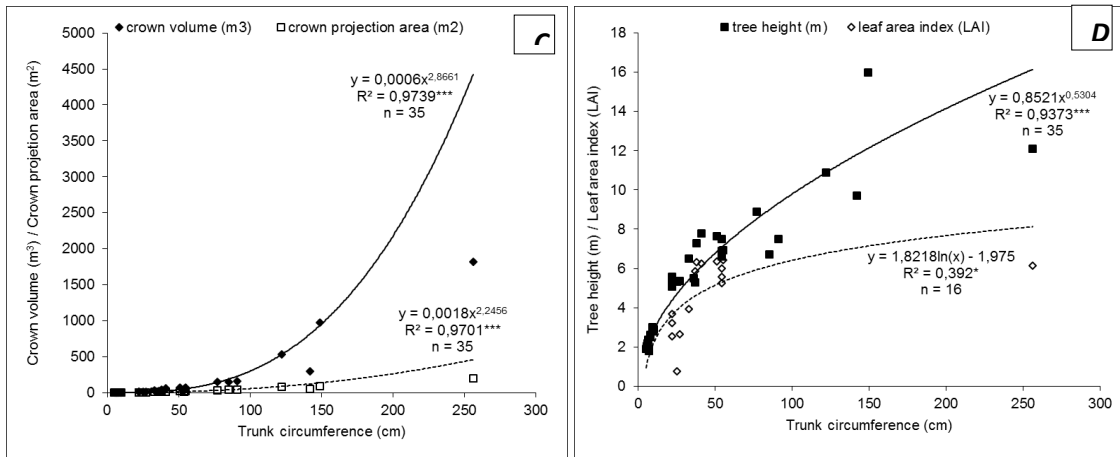 crown volume (m3) crown projection area (m2)
5000
4500
4000
3500
3000
2500
2000
1500
1000
500
0
Crown volume (m³) / Crown projetion area (m²)
y = 0,0006x^2,8661
R² = 0,9739***
n = 35
y = 0,0018x^2,2456
R² = 0,9701***
n = 35
0 50 100 150 200 250 300
Trunk circumference (cm)
D
tree height (m) leaf area index (LAI)
18
16
14
12
10
8
6
4
2
0
Tree height (m) / Leaf area index (LAI)
y = 0,8521x^0,5304
R² = 0,9373***
n = 35
y = 1,8218ln(x) - 1,975
R² = 0,392*
n = 16
0 50 100 150 200 250 300
Trunk circumference (cm)